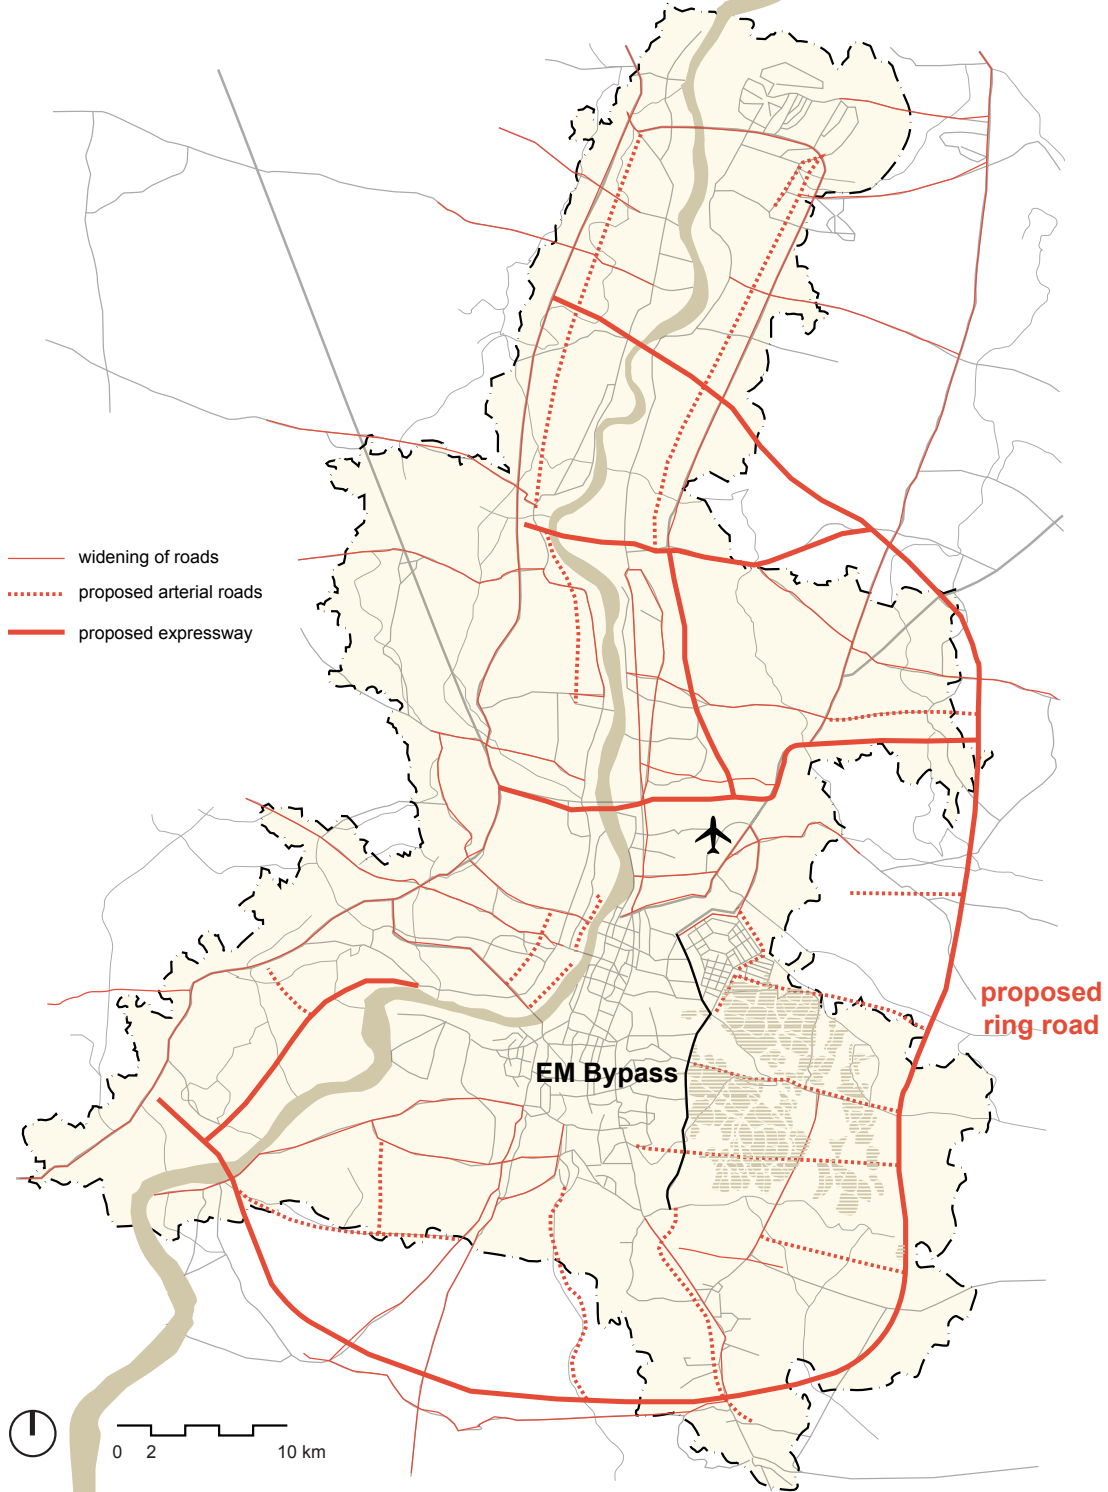 widening of roads
proposed arterial roads
proposed expressway
proposed
ring road
EM Bypass
0 2 10 km